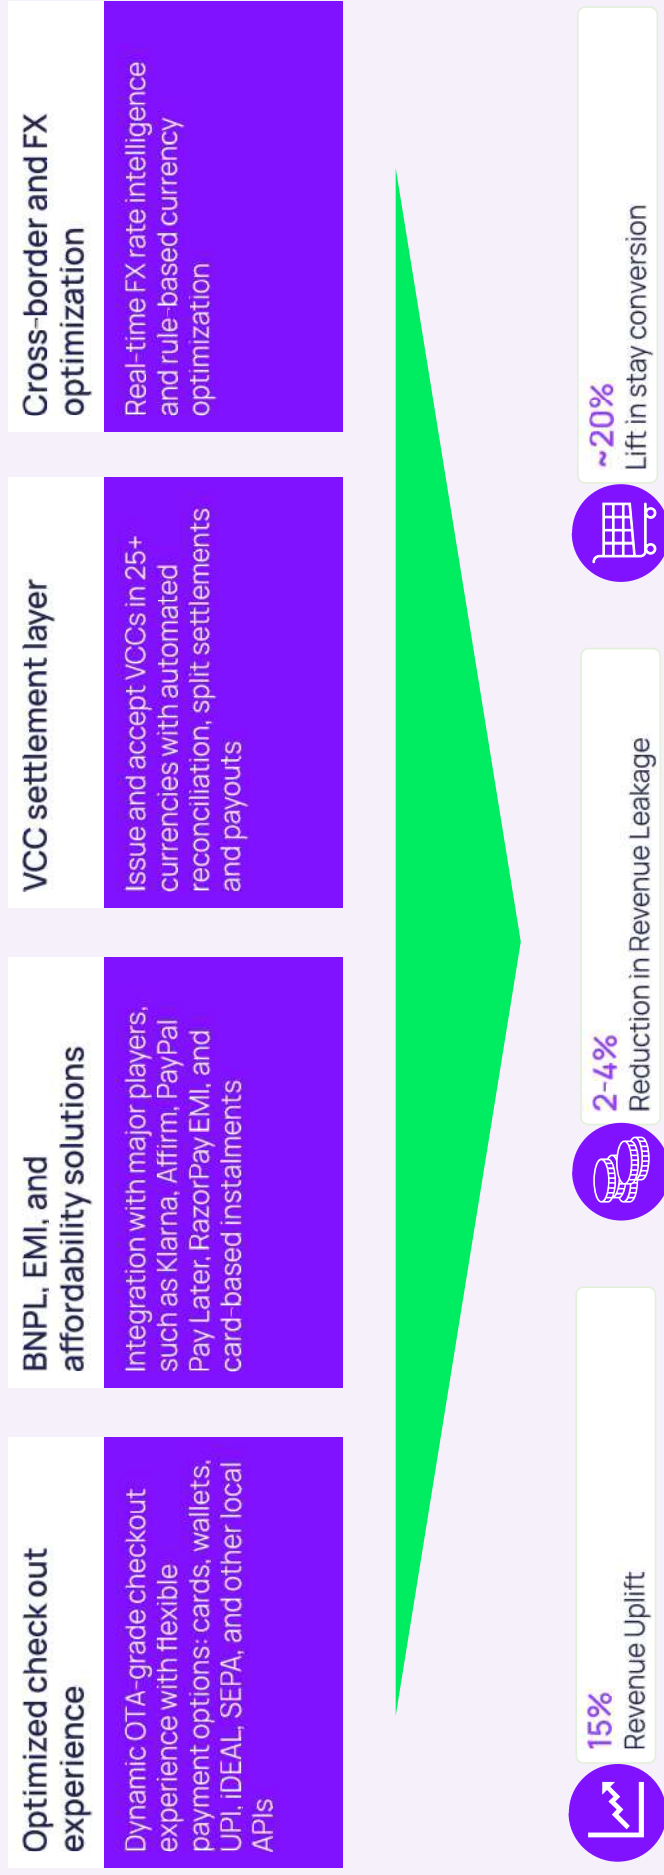 Optimized check out
experience
Dynamic OTA-grade checkout
experience with flexible
payment options: cards, wallets,
UPI, iDEAL, SEPA, and other local
APIs
BNPL, EMI, and
affordability solutions
Integration with major players,
such as Klarna, Affirm, PayPal
Pay Later, RazorPay EMI, and
card-based instalments
VCC settlement layer
Issue and accept VCCs in 25+
currencies with automated
reconciliation, split settlements
and payouts
Cross-border and FX
optimization
Real-time FX rate intelligence
and rule-based currency
optimization
15%
Revenue Uplift
2-4%
Reduction in Revenue Leakage
~20%
Lift in stay conversion